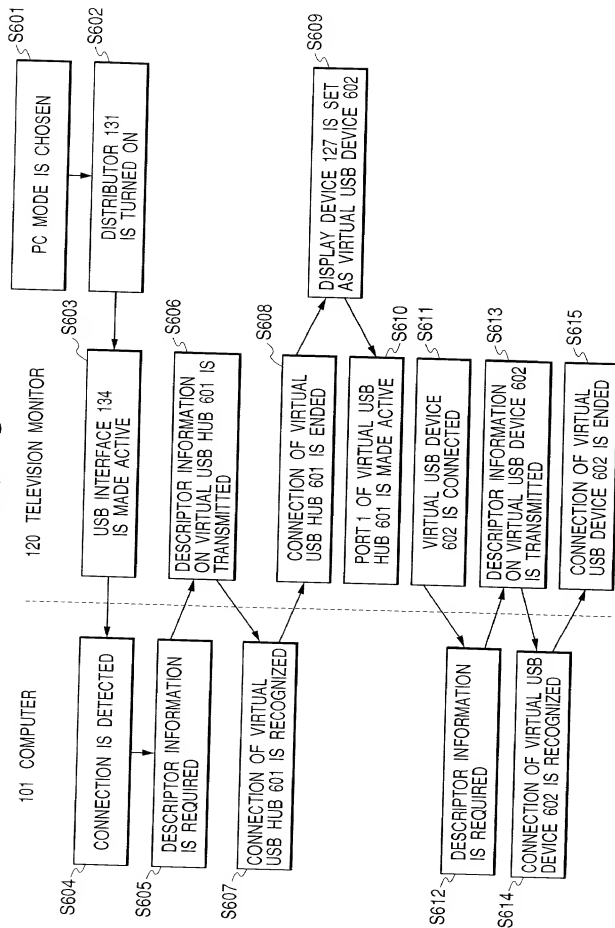 101 COMPUTER
120 TELEVISION MONITOR
S601
PC MODE IS CHOSEN
S602
DISTRIBUTOR 131
IS TURNED ON
S603
USB INTERFACE 134
IS MADE ACTIVE
S604
CONNECTION IS DETECTED
S605
DESCRIPTOR INFORMATION
IS REQUIRED
S606
DESCRIPTOR INFORMATION
ON VIRTUAL USB HUB 601 IS
TRANSMITTED
S607
CONNECTION OF VIRTUAL
USB HUB 601 IS RECOGNIZED
S608
CONNECTION OF VIRTUAL
USB HUB 601 IS ENDED
S609
DISPLAY DEVICE 127 IS SET
AS VIRTUAL USB DEVICE 602
S610
PORT 1 OF VIRTUAL USB
HUB 601 IS MADE ACTIVE
S611
VIRTUAL USB DEVICE
602 IS CONNECTED
S612
DESCRIPTOR INFORMATION
IS REQUIRED
S613
DESCRIPTOR INFORMATION
ON VIRTUAL USB DEVICE 602
IS TRANSMITTED
S614
CONNECTION OF VIRTUAL USB
DEVICE 602 IS RECOGNIZED
S615
CONNECTION OF VIRTUAL
USB DEVICE 602 IS ENDED